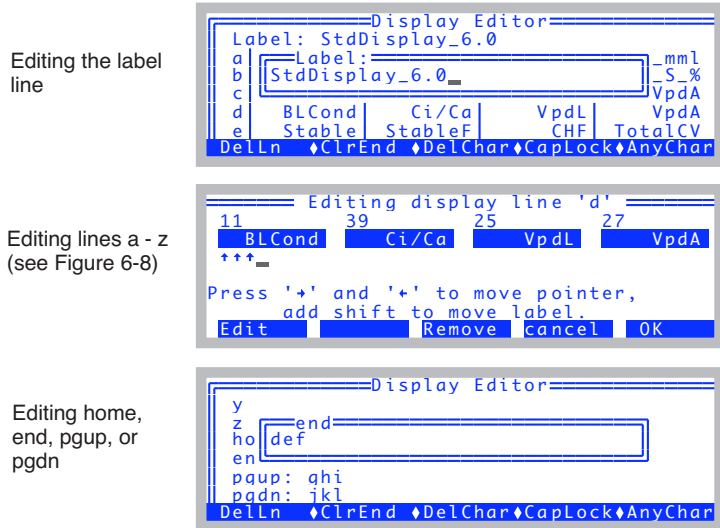 Editing the label
line
Display Editor
Label: StdDisplay_6.0
a Label: _mml
b StdDisplay_6.0_ _S_%
c VpdA
d BLCond Ci/Ca VpdL VpdA
e Stable StableF CHF TotalCV
DelLn ♦ClrEnd ♦DelChar♦CapLock♦AnyChar
Editing lines a - z
(see Figure 6-8)
Editing display line 'd'
11 39 25 27
BLCond Ci/Ca VpdL VpdA
↑↑↑_
Press '→' and '←' to move pointer,
add shift to move label.
Edit Remove cancel OK
Editing home,
end, pgup, or
pgdn
Display Editor
y
z end
ho def
en
pgup: ghi
pgdn: jkl
DelLn ♦ClrEnd ♦DelChar♦CapLock♦AnyChar